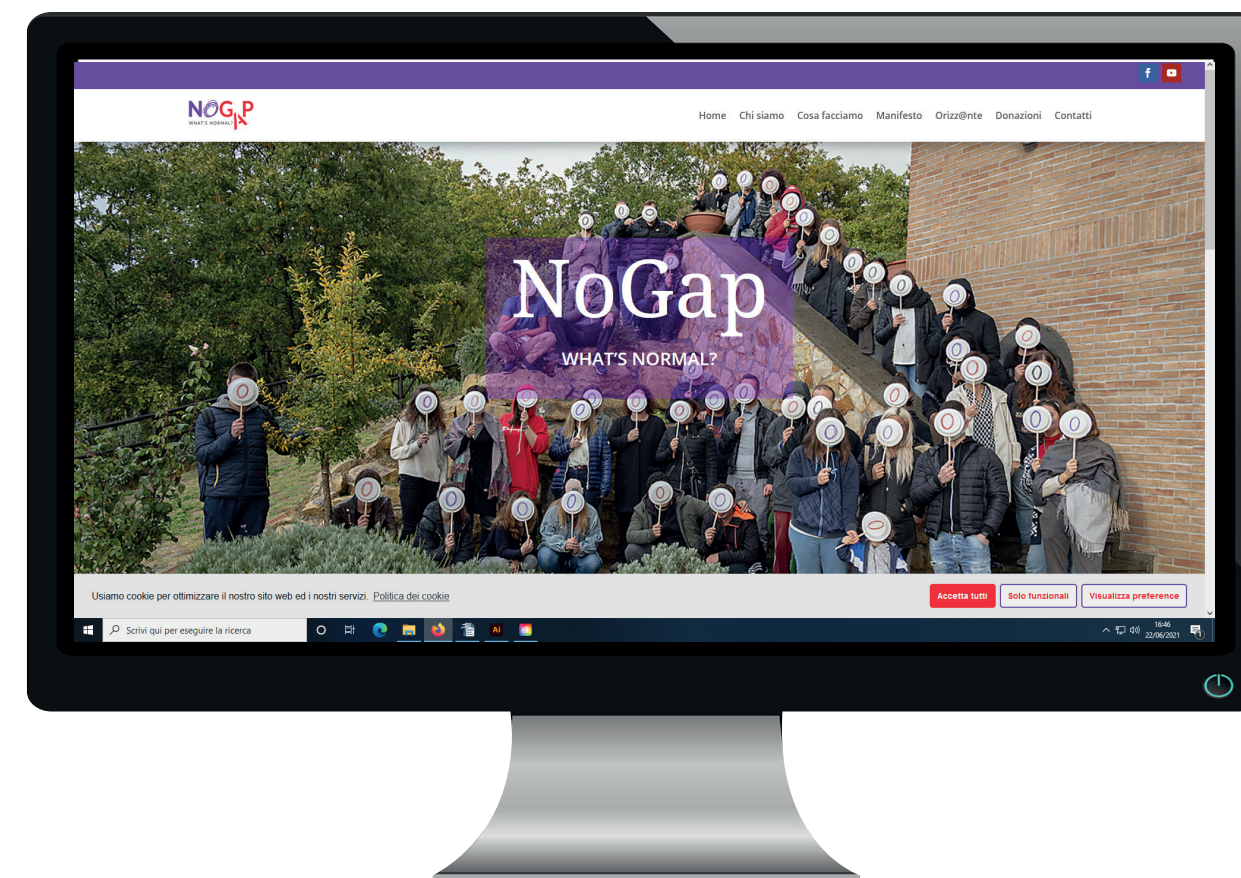 NOGAP
WHAT'S NORMAL?
Home Chi siamo Cosa facciamo Manifesto Orizz@nte Donazioni Contatti
NoGap
WHAT'S NORMAL?
Usiamo cookie per ottimizzare il nostro sito web ed i nostri servizi. Politica dei cookie
Accetta tutti Solo funzionali Visualizza preference
Scrivi qui per eseguire la ricerca
Ai
16:46
22/06/2021